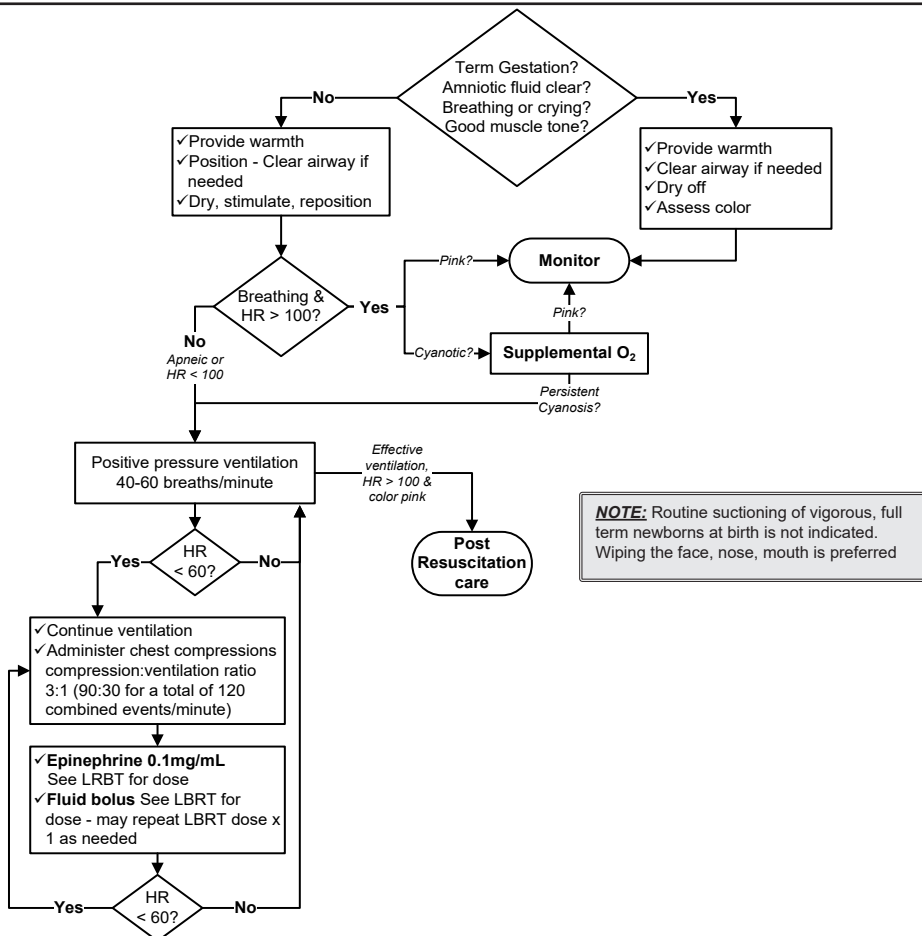 Term Gestation?
Amniotic fluid clear?
Breathing or crying?
Good muscle tone?
No
Yes
✓Provide warmth
✓Position - Clear airway if
needed
✓Dry, stimulate, reposition
✓Provide warmth
✓Clear airway if needed
✓Dry off
✓Assess color
Breathing &
HR > 100?
Yes
Pink?
Monitor
Pink?
Cyanotic?
Supplemental O₂
No
Apneic or
HR < 100
Persistent
Cyanosis?
Positive pressure ventilation
40-60 breaths/minute
Effective
ventilation,
HR > 100 &
color pink
Post
Resuscitation
care
NOTE: Routine suctioning of vigorous, full
term newborns at birth is not indicated.
Wiping the face, nose, mouth is preferred
HR
< 60?
Yes
No
✓Continue ventilation
✓Administer chest compressions
compression:ventilation ratio
3:1 (90:30 for a total of 120
combined events/minute)
✓Epinephrine 0.1mg/mL
See LRBT for dose
✓Fluid bolus See LBRT for
dose - may repeat LBRT dose x
1 as needed
HR
< 60?
Yes
No